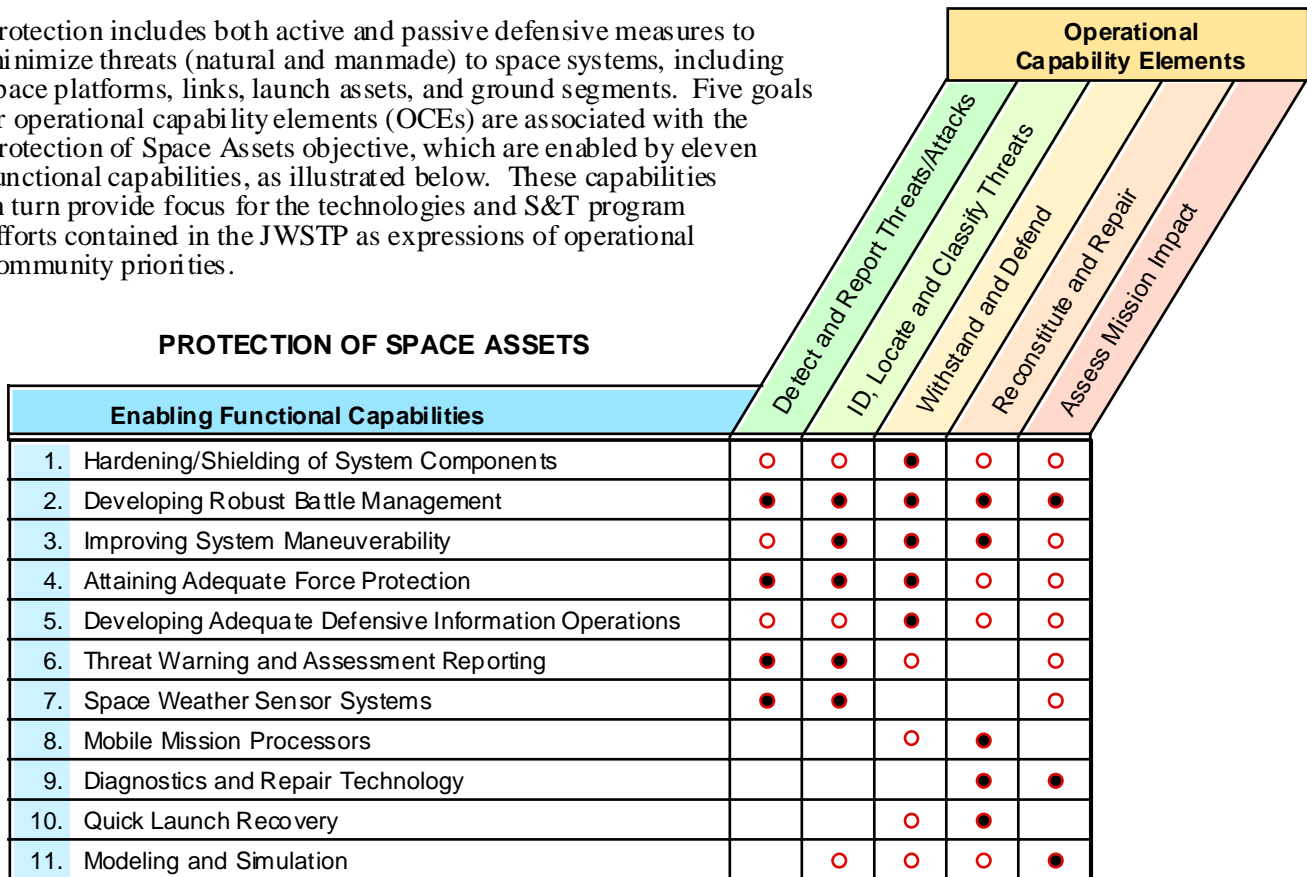 rotection includes both active and passive defensive measures to
inimize threats (natural and manmade) to space systems, including
pace platforms, links, launch assets, and ground segments. Five goals
r operational capability elements (OCEs) are associated with the
rotection of Space Assets objective, which are enabled by eleven
unctional capabilities, as illustrated below. These capabilities
n turn provide focus for the technologies and S&T program
fforts contained in the JWSTP as expressions of operational
ommunity priorities.
Operational
Capability Elements
Detect and Report Threats/Attacks
ID, Locate and Classify Threats
Withstand and Defend
Reconstitute and Repair
Assess Mission Impact
PROTECTION OF SPACE ASSETS
Enabling Functional Capabilities
1. Hardening/Shielding of System Components
2. Developing Robust Battle Management
3. Improving System Maneuverability
4. Attaining Adequate Force Protection
5. Developing Adequate Defensive Information Operations
6. Threat Warning and Assessment Reporting
7. Space Weather Sensor Systems
8. Mobile Mission Processors
9. Diagnostics and Repair Technology
10. Quick Launch Recovery
11. Modeling and Simulation